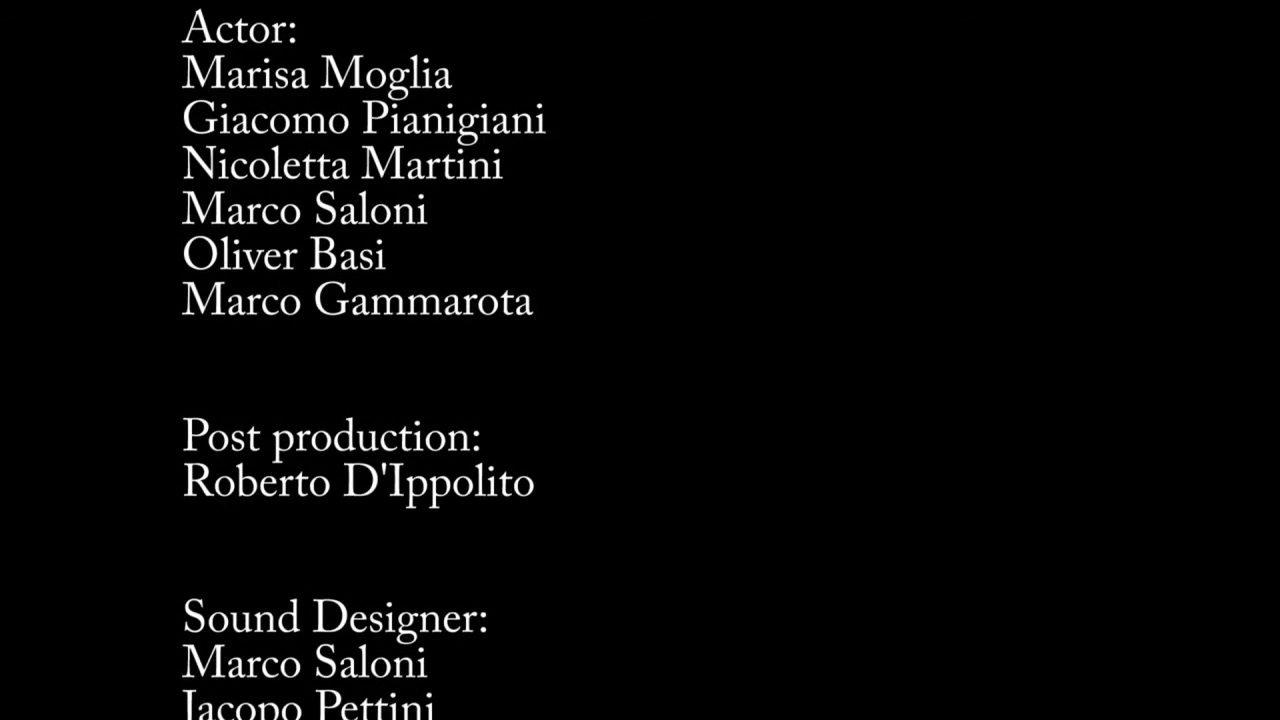 Actor:
Marisa Moglia
Giacomo Pianigiani
Nicoletta Martini
Marco Saloni
Oliver Basi
Marco Gammarota
Post production:
Roberto D'Ippolito
Sound Designer:
Marco Saloni
Jacopo Pettini